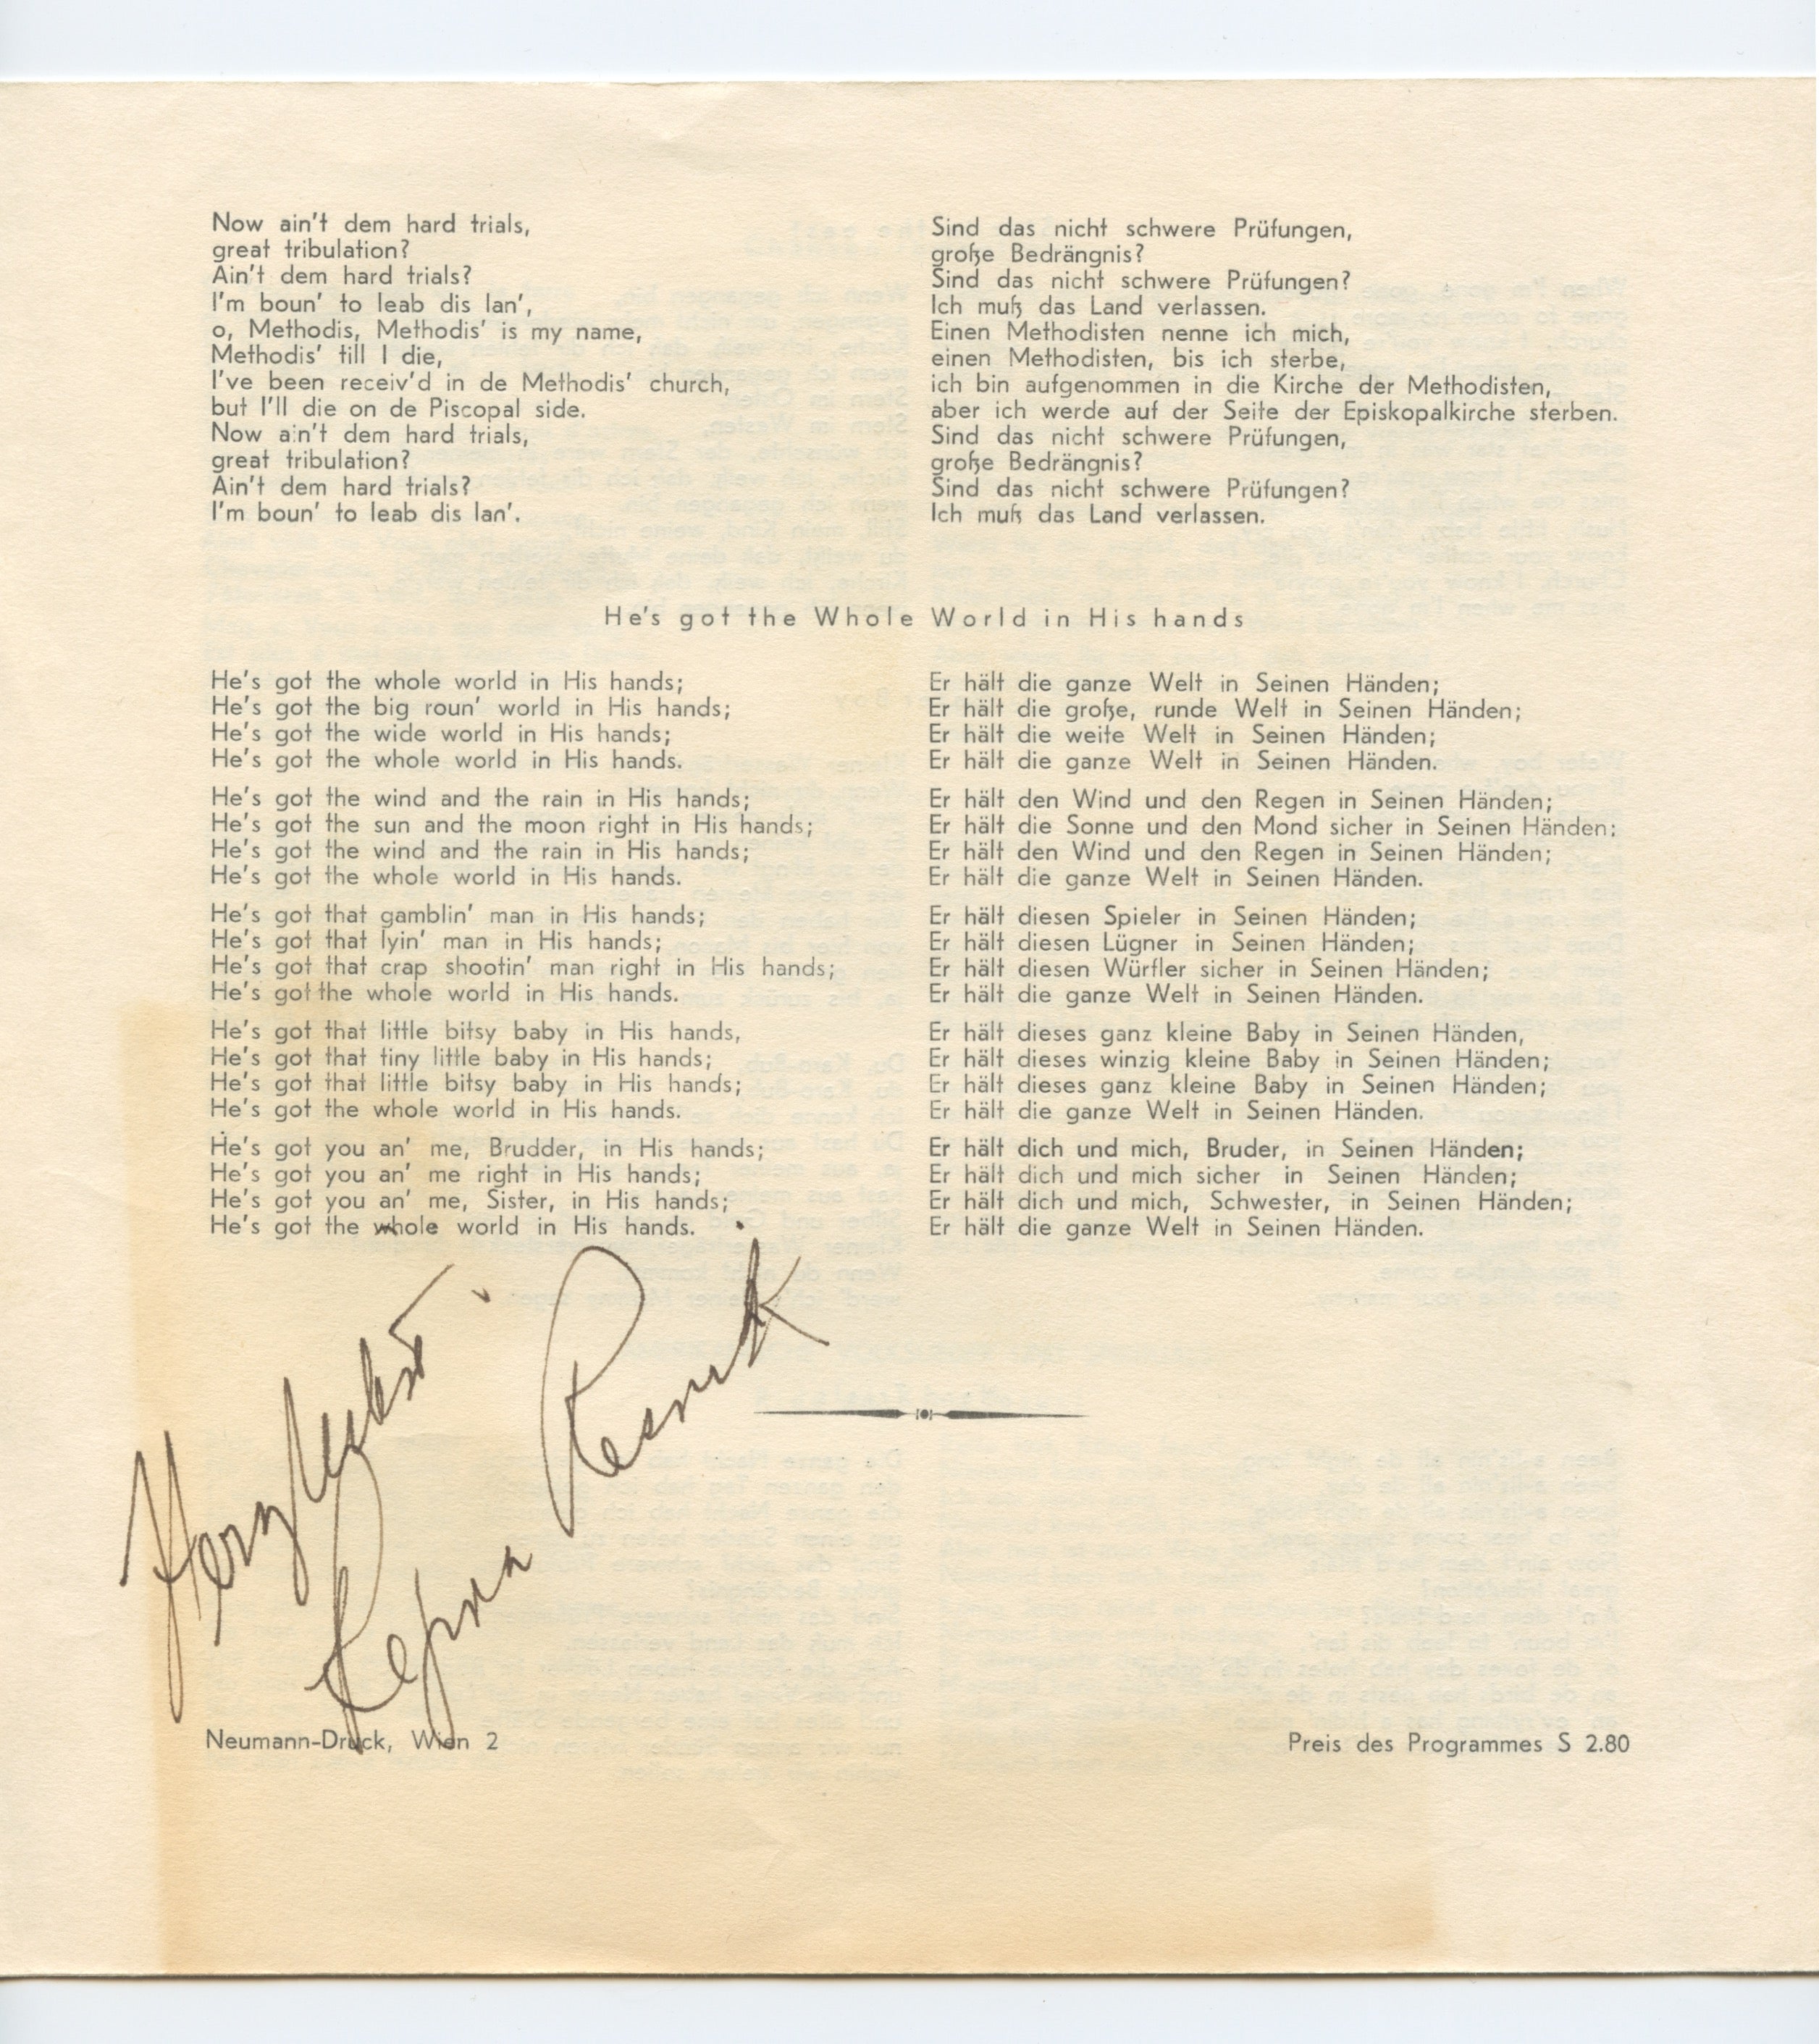 Now ain't dem hard trials,
great tribulation?
Ain't dem hard trials?
I'm boun' to leab dis lan',
o, Methodis, Methodis' is my name,
Methodis' till I die,
I've been receiv'd in de Methodis' church,
but I'll die on de Piscopal side.
Now ain't dem hard trials,
great tribulation?
Ain't dem hard trials?
I'm boun' to leab dis lan'.
Sind das nicht schwere Prüfungen,
große Bedrängnis?
Sind das nicht schwere Prüfungen?
Ich muß das Land verlassen.
Einen Methodisten nenne ich mich,
einen Methodisten, bis ich sterbe,
ich bin aufgenommen in die Kirche der Methodisten,
aber ich werde auf der Seite der Episkopalkirche sterben.
Sind das nicht schwere Prüfungen,
große Bedrängnis?
Sind das nicht schwere Prüfungen?
Ich muß das Land verlassen.
He's got the Whole World in His hands
He's got the whole world in His hands;
He's got the big roun' world in His hands;
He's got the wide world in His hands;
He's got the whole world in His hands.
He's got the wind and the rain in His hands;
He's got the sun and the moon right in His hands;
He's got the wind and the rain in His hands;
He's got the whole world in His hands.
He's got that gamblin' man in His hands;
He's got that lyin' man in His hands;
He's got that crap shootin' man right in His hands;
He's got the whole world in His hands.
He's got that little bitsy baby in His hands,
He's got that tiny little baby in His hands;
He's got that little bitsy baby in His hands;
He's got the whole world in His hands.
He's got you an' me, Brudder, in His hands;
He's got you an' me right in His hands;
He's got you an' me, Sister, in His hands;
He's got the whole world in His hands.
Er hält die ganze Welt in Seinen Händen;
Er hält die große, runde Welt in Seinen Händen;
Er hält die weite Welt in Seinen Händen;
Er hält die ganze Welt in Seinen Händen.
Er hält den Wind und den Regen in Seinen Händen;
Er hält die Sonne und den Mond sicher in Seinen Händen;
Er hält den Wind und den Regen in Seinen Händen;
Er hält die ganze Welt in Seinen Händen.
Er hält diesen Spieler in Seinen Händen;
Er hält diesen Lügner in Seinen Händen;
Er hält diesen Würfler sicher in Seinen Händen;
Er hält die ganze Welt in Seinen Händen.
Er hält dieses ganz kleine Baby in Seinen Händen,
Er hält dieses winzig kleine Baby in Seinen Händen;
Er hält dieses ganz kleine Baby in Seinen Händen;
Er hält die ganze Welt in Seinen Händen.
Er hält dich und mich, Bruder, in Seinen Händen;
Er hält dich und mich sicher in Seinen Händen;
Er hält dich und mich, Schwester, in Seinen Händen;
Er hält die ganze Welt in Seinen Händen.
Herzlichst
Regina Resnik
Neumann-Druck, Wien 2
Preis des Programmes S 2.80